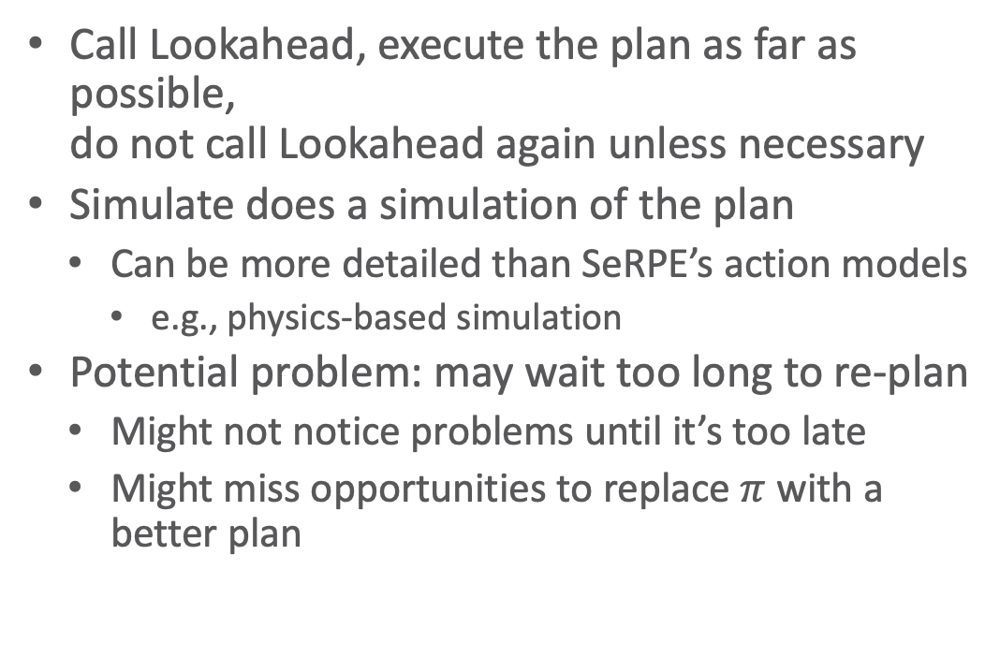 • Call Lookahead, execute the plan as far as
possible,
do not call Lookahead again unless necessary
• Simulate does a simulation of the plan
• Can be more detailed than SeRPE’s action models
• e.g., physics-based simulation
• Potential problem: may wait too long to re-plan
• Might not notice problems until it’s too late
• Might miss opportunities to replace π with a
better plan